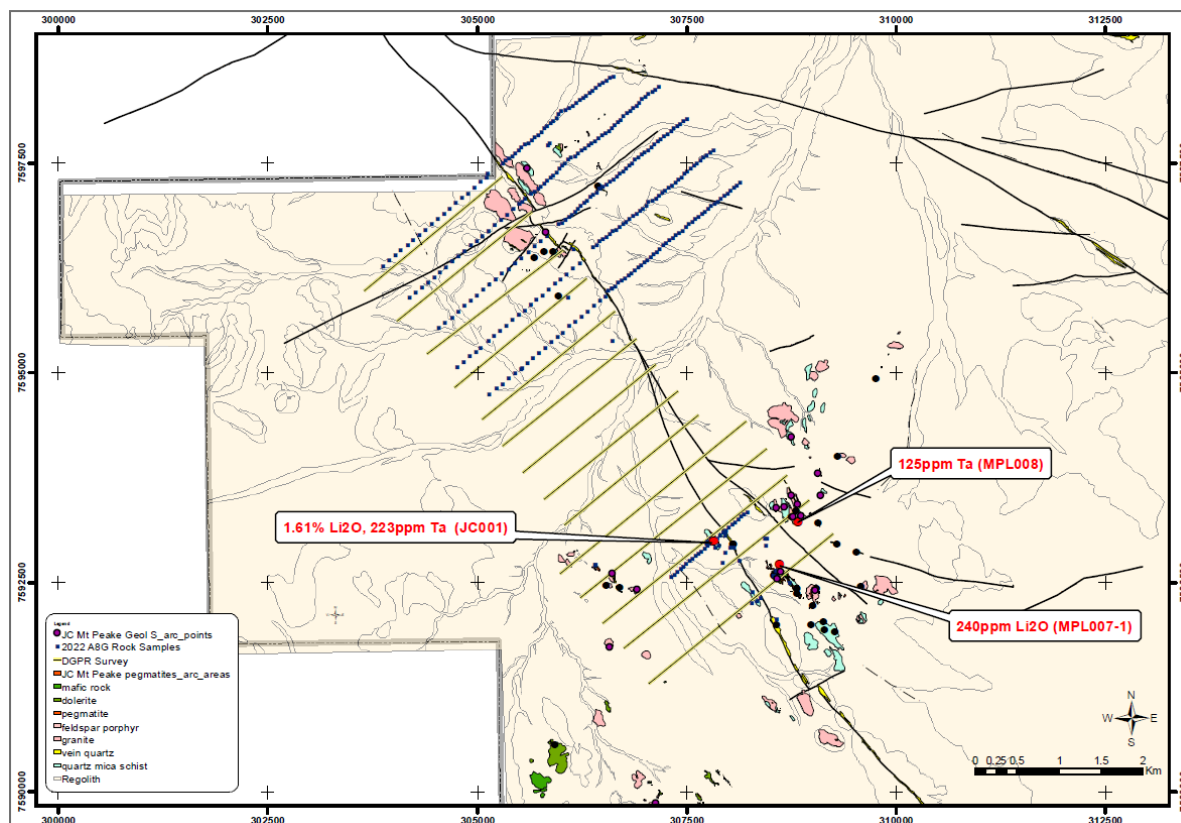 300000 302500 305000 307500 310000 312500
7597500
7595000
125ppm Ta (MPL008)
1.61% Li2O, 223ppm Ta (JC001)
7592500
240ppm Li2O (MPL007-1)
Legend
JC Mt Peake Geol S_arc_points
2022 A8G Rock Samples
DGPR Survey
JC Mt Peake pegmatites_arc_areas
mafic rock
dolerite
pegmatite
feldspar porphyr
granite
vein quartz
quartz mica schist
Regolith
N
W E
S
0 0.25 0.5 1 1.5 2
Km
7590000
300000 302500 305000 307500 310000 312500